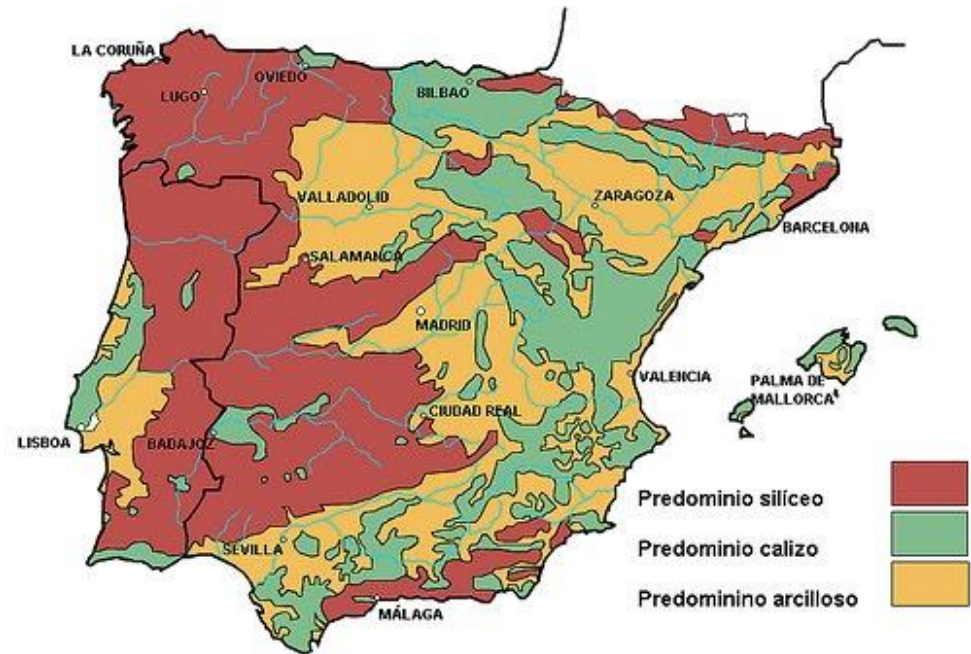 LA CORUÑA
OVIEDO
LUGO
BILBAO
VALLADOLID
ZARAGOZA
BARCELONA
SALAMANCA
MADRID
VALENCIA
PALMA DE
MALLORCA
CIUDAD REAL
LISBOA
BADAJOZ
SEVILLA
MÁLAGA
Predominio silíceo
Predominio calizo
Predominino arcilloso